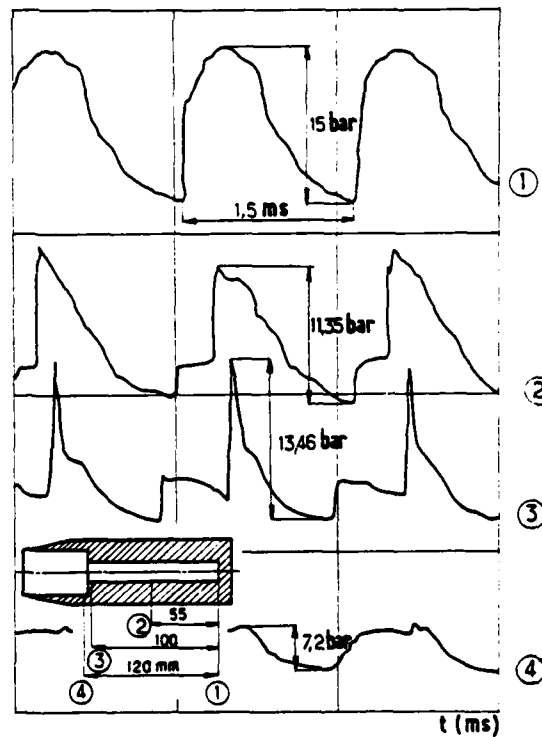 15 bar
①
1,5 ms
11,35 bar
②
13,46 bar
③
② 55
100
③
120 mm
④ ①
7,2 bar
④
t (ms)